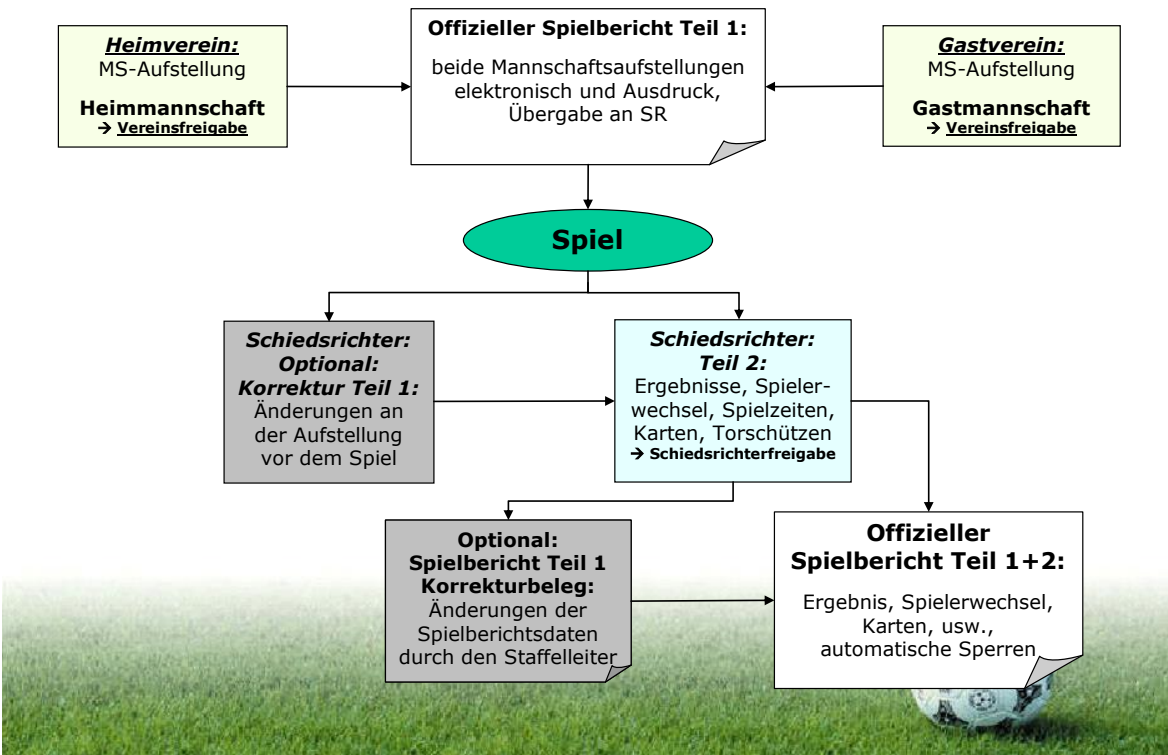 Heimverein:
MS-Aufstellung
Heimmannschaft
→ Vereinsfreigabe
Offizieller Spielbericht Teil 1:
beide Mannschaftsaufstellungen
elektronisch und Ausdruck,
Übergabe an SR
Gastverein:
MS-Aufstellung
Gastmannschaft
→ Vereinsfreigabe
Spiel
Schiedsrichter:
Optional:
Korrektur Teil 1:
Änderungen an
der Aufstellung
vor dem Spiel
Schiedsrichter:
Teil 2:
Ergebnisse, Spieler-
wechsel, Spielzeiten,
Karten, Torschützen
→ Schiedsrichterfreigabe
Optional:
Spielbericht Teil 1
Korrekturbeleg:
Änderungen der
Spielberichtsdaten
durch den Staffelleiter
Offizieller
Spielbericht Teil 1+2:
Ergebnis, Spielerwechsel,
Karten, usw.,
automatische Sperren